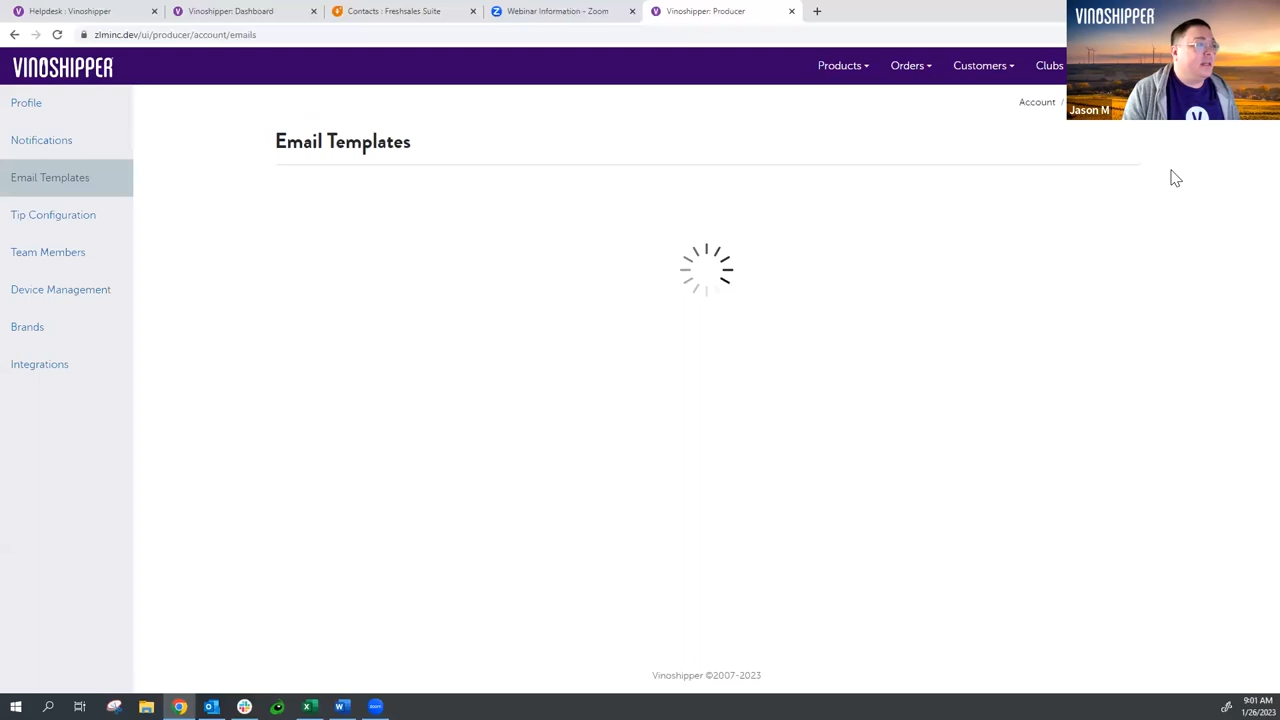 Helpdesk : Vinoshipper
Vinoshipper: Dashboard
Contacts : Freshsales Suite
Webinar Information - Zoom
Vinoshipper: Producer
zlminc.dev/ui/producer/account/emails
VINOSHIPPER
Products
Orders
Customers
Clubs
VINOSHIPPER
Jason M
Profile
Notifications
Email Templates
Tip Configuration
Team Members
Device Management
Brands
Integrations
Account /
Email Templates
Vinoshipper ©2007-2023
9:01 AM
1/26/2023